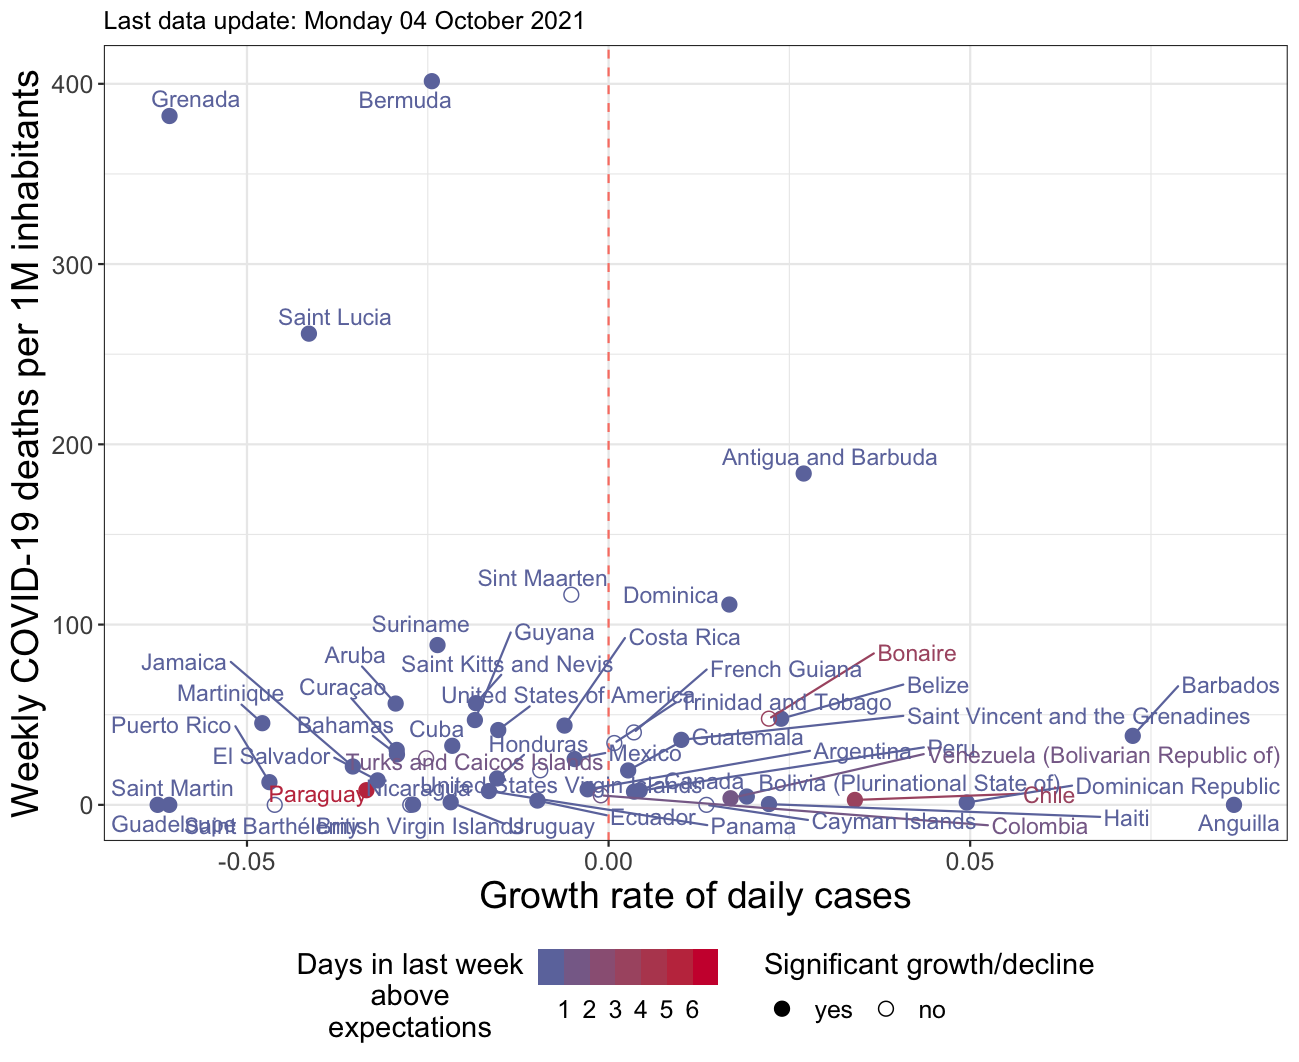 Last data update: Monday 04 October 2021
Weekly COVID-19 deaths per 1M inhabitants
400
300
200
100
0
Grenada
Bermuda
Saint Lucia
Antigua and Barbuda
Sint Maarten
Dominica
Suriname
Guyana
Costa Rica
Aruba
Jamaica
Saint Kitts and Nevis
French Guiana
Bonaire
Curaçao
Martinique
United States of America
Trinidad and Tobago
Belize
Barbados
Saint Vincent and the Grenadines
Puerto Rico
Bahamas
Cuba
Guatemala
Honduras
Mexico
Argentina
Peru
Venezuela (Bolivarian Republic of)
El Salvador
Turks and Caicos Islands
Saint Martin
Paraguay
Nicaragua
United States Virgin Islands
Canada
Bolivia (Plurinational State of)
Chile
Dominican Republic
Guadeloupe
Saint Barthélemy
British Virgin Islands
Uruguay
Ecuador
Panama
Cayman Islands
Colombia
Haiti
Anguilla
-0.05
0.00
0.05
Growth rate of daily cases
Days in last week
above
expectations
1 2 3 4 5 6
Significant growth/decline
yes
no